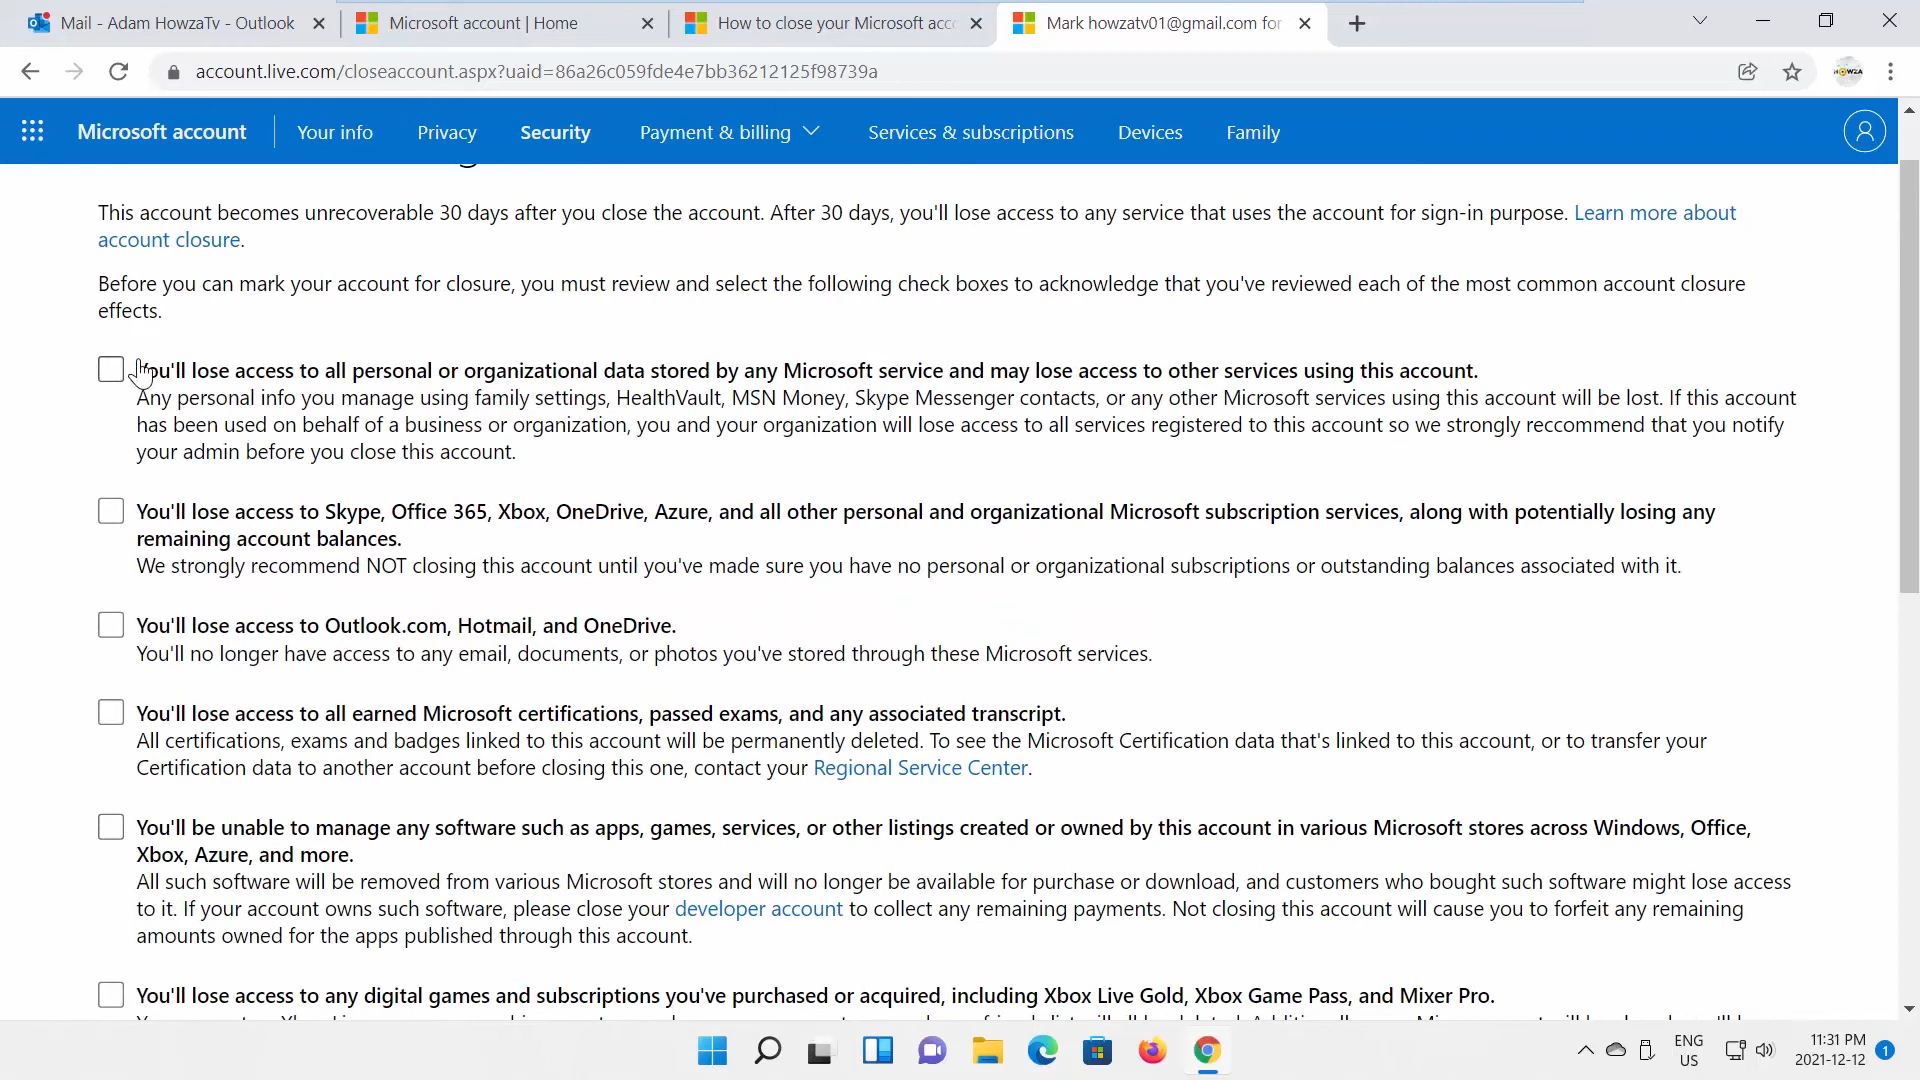 Mail - Adam HowzaTv - Outlook
Microsoft account | Home
How to close your Microsoft acc
Mark howzatv01@gmail.com for
account.live.com/closeaccount.aspx?uaid=86a26c059fde4e7bb36212125f98739a
HOWZA
Microsoft account
Your info
Privacy
Security
Payment & billing
Services & subscriptions
Devices
Family
This account becomes unrecoverable 30 days after you close the account. After 30 days, you'll lose access to any service that uses the account for sign-in purpose. Learn more about
account closure.
Before you can mark your account for closure, you must review and select the following check boxes to acknowledge that you've reviewed each of the most common account closure
effects.
You'll lose access to all personal or organizational data stored by any Microsoft service and may lose access to other services using this account.
Any personal info you manage using family settings, HealthVault, MSN Money, Skype Messenger contacts, or any other Microsoft services using this account will be lost. If this account
has been used on behalf of a business or organization, you and your organization will lose access to all services registered to this account so we strongly reccommend that you notify
your admin before you close this account.
You'll lose access to Skype, Office 365, Xbox, OneDrive, Azure, and all other personal and organizational Microsoft subscription services, along with potentially losing any
remaining account balances.
We strongly recommend NOT closing this account until you've made sure you have no personal or organizational subscriptions or outstanding balances associated with it.
You'll lose access to Outlook.com, Hotmail, and OneDrive.
You'll no longer have access to any email, documents, or photos you've stored through these Microsoft services.
You'll lose access to all earned Microsoft certifications, passed exams, and any associated transcript.
All certifications, exams and badges linked to this account will be permanently deleted. To see the Microsoft Certification data that's linked to this account, or to transfer your
Certification data to another account before closing this one, contact your Regional Service Center.
You'll be unable to manage any software such as apps, games, services, or other listings created or owned by this account in various Microsoft stores across Windows, Office,
Xbox, Azure, and more.
All such software will be removed from various Microsoft stores and will no longer be available for purchase or download, and customers who bought such software might lose access
to it. If your account owns such software, please close your developer account to collect any remaining payments. Not closing this account will cause you to forfeit any remaining
amounts owned for the apps published through this account.
You'll lose access to any digital games and subscriptions you've purchased or acquired, including Xbox Live Gold, Xbox Game Pass, and Mixer Pro.
ENG
US
11:31 PM
2021-12-12
1